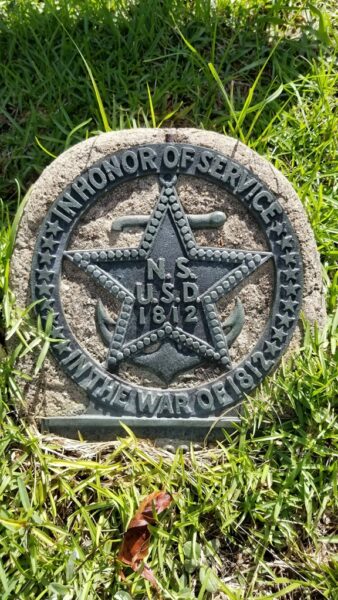 IN HONOR OF SERVICE
N.S.
U.S.D.
1812
IN THE WAR OF 1812